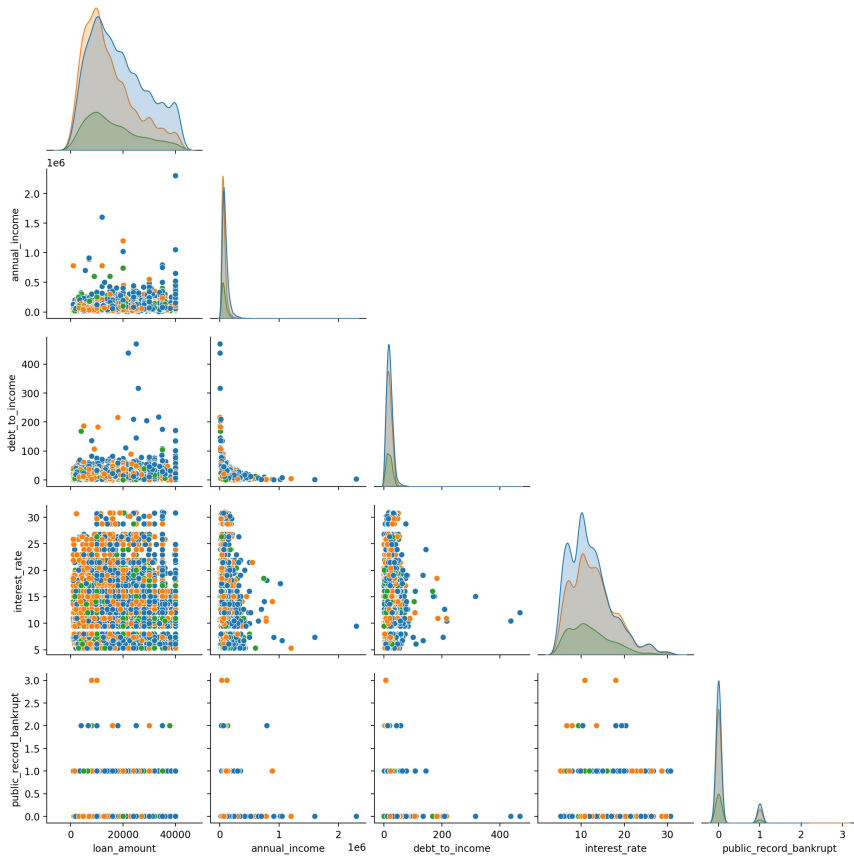 1e6
annual_income
2.0
1.5
1.0
0.5
0.0
debt_to_income
400
300
200
100
0
interest_rate
30
25
20
15
10
5
public_record_bankrupt
3.0
2.5
2.0
1.5
1.0
0.5
0.0
0 20000 40000
0 1 2
1e6
0 200 400
10 20 30
0 1 2 3
loan_amount annual_income debt_to_income interest_rate public_record_bankrupt